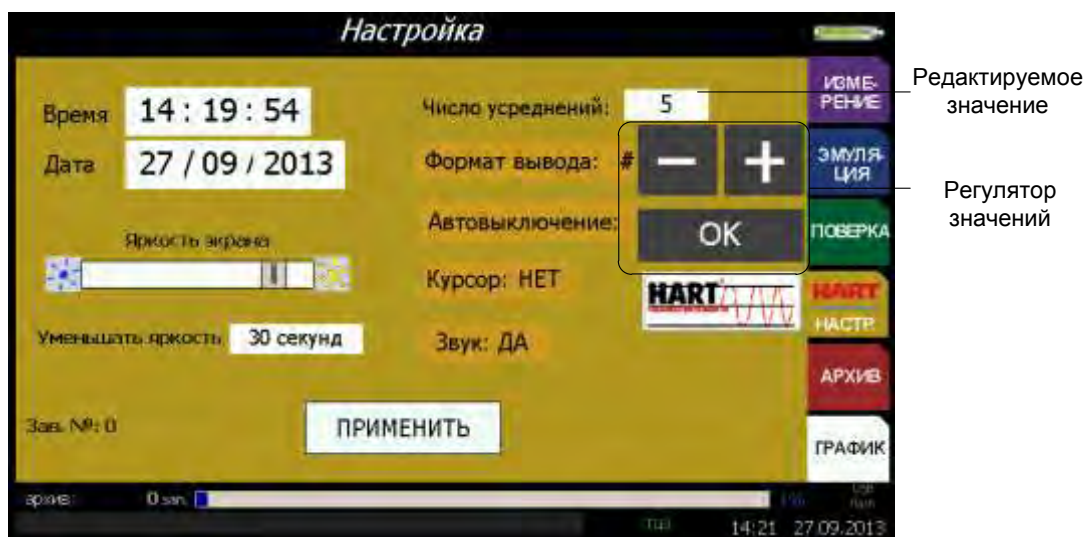 Настройка
Время 14 : 19 : 54
Дата 27 / 09 / 2013
Яркость экрана
Уменьшать яркость 30 секунд
Зав. №: 0
ПРИМЕНИТЬ
Число усреднений: 5
Формат вывода: #
− +
Автовыключение:
OK
Курсор: НЕТ
HART
Звук: ДА
ИЗМЕ-
РЕНИЕ
ЭМУЛЯ-
ЦИЯ
ПОВЕРКА
HART
НАСТР.
АРХИВ
ГРАФИК
Редактируемое
значение
Регулятор
значений
архив: 0 зап.
14:21 27.09.2013